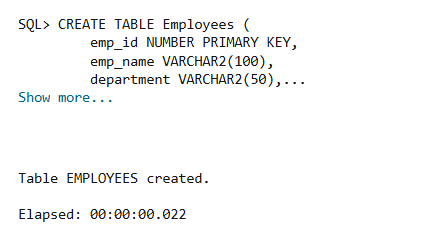 SQL> CREATE TABLE Employees (
emp_id NUMBER PRIMARY KEY,
emp_name VARCHAR2(100),
department VARCHAR2(50),...
Show more...
Table EMPLOYEES created.
Elapsed: 00:00:00.022